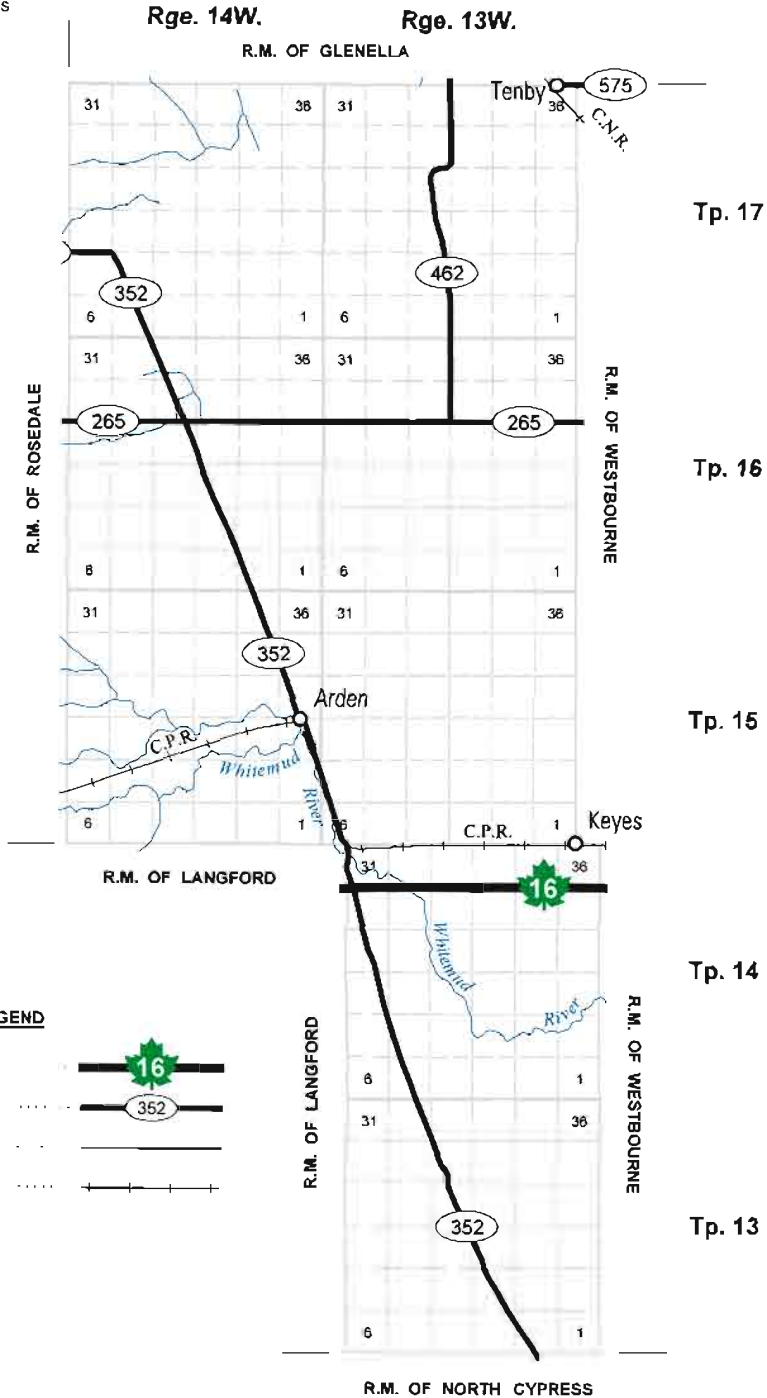 s
Rge. 14W. Rge. 13W.
R.M. OF GLENELLA
Tenby 575
31 36 31 36
C.N.R.
Tp. 17
462
352
6 1 6 1
31 36 31 36
265 265
R.M. OF ROSEDALE
R.M. OF WESTBOURNE
Tp. 16
6 1 6 1
31 36 31 36
352
Arden
Tp. 15
C.P.R.
Whitemud
River
6 1 6 1
C.P.R.
Keyes
31 36
R.M. OF LANGFORD
16
Whitemud
River
Tp. 14
GEND
16
352
R.M. OF LANGFORD
R.M. OF WESTBOURNE
6 1
31 36
352
Tp. 13
6 1
R.M. OF NORTH CYPRESS